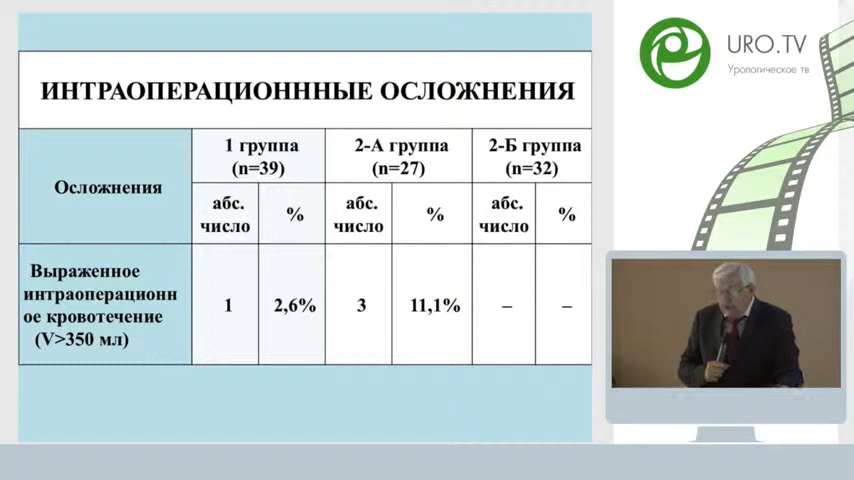 URO.TV
Урологическое тв
ИНТРАОПЕРАЦИОНННЫЕ ОСЛОЖНЕНИЯ
Осложнения
1 группа
(n=39)
2-А группа
(n=27)
2-Б группа
(n=32)
абс.
число
%
абс.
число
%
абс.
число
%
Выраженное
интраоперационн
ое кровотечение
(V>350 мл)
1
2,6%
3
11,1%
–
–